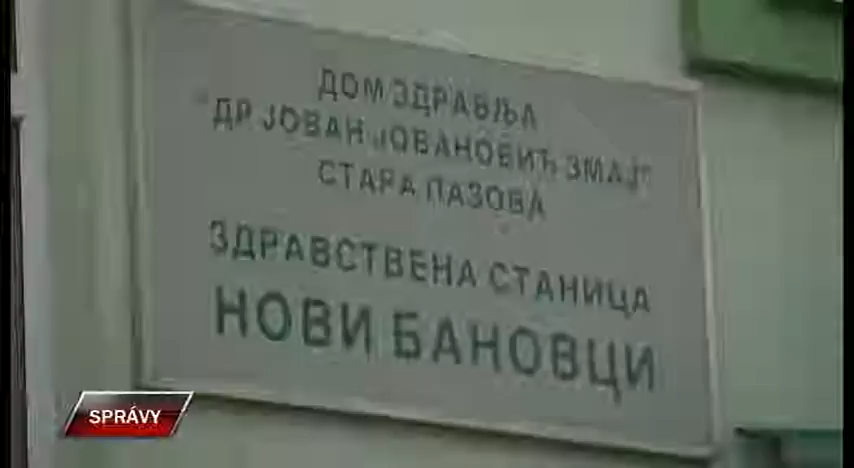 ДОМ ЗДРАВЉА
"ДР ЈОВАН ЈОВАНОВИЋ ЗМАЈ"
СТАРА ПАЗОВА
ЗДРАВСТВЕНА СТАНИЦА
НОВИ БАНОВЦИ
SPRÁVY